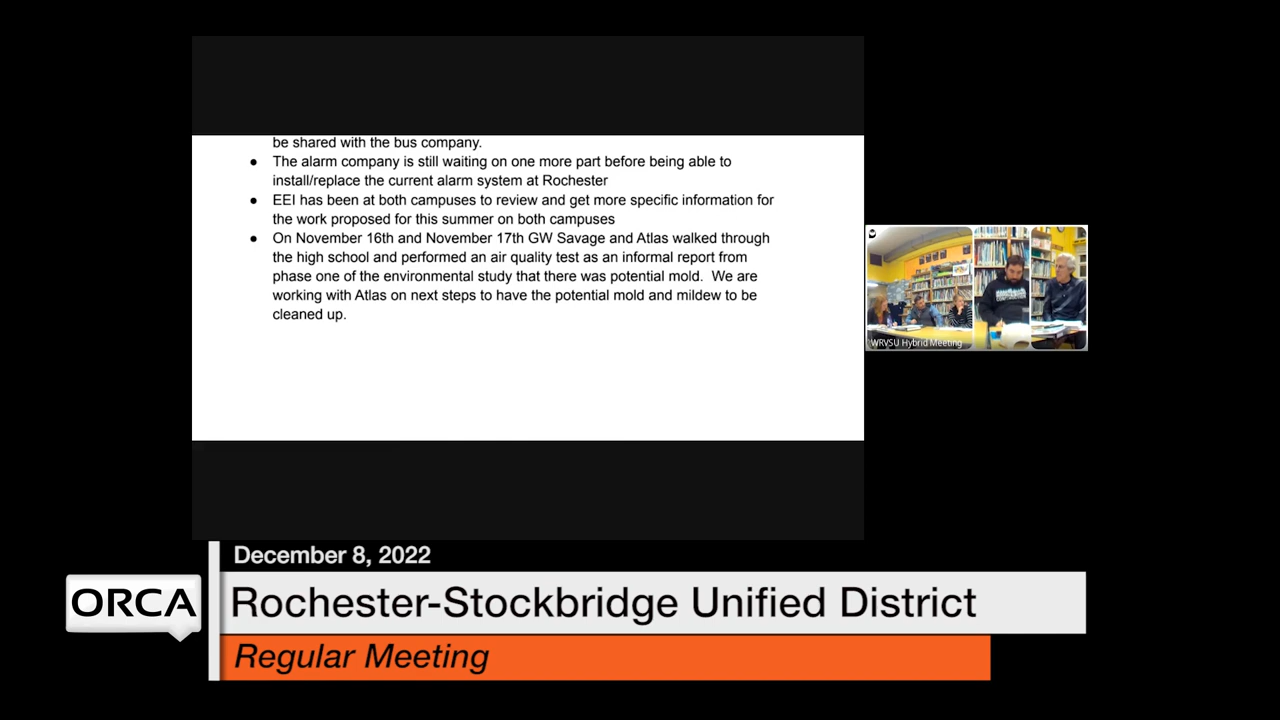 be shared with the bus company.
● The alarm company is still waiting on one more part before being able to
install/replace the current alarm system at Rochester
● EEI has been at both campuses to review and get more specific information for
the work proposed for this summer on both campuses
● On November 16th and November 17th GW Savage and Atlas walked through
the high school and performed an air quality test as an informal report from
phase one of the environmental study that there was potential mold. We are
working with Atlas on next steps to have the potential mold and mildew to be
cleaned up.
WRVSU Hybrid Meeting
December 8, 2022
ORCA
Rochester-Stockbridge Unified District
Regular Meeting